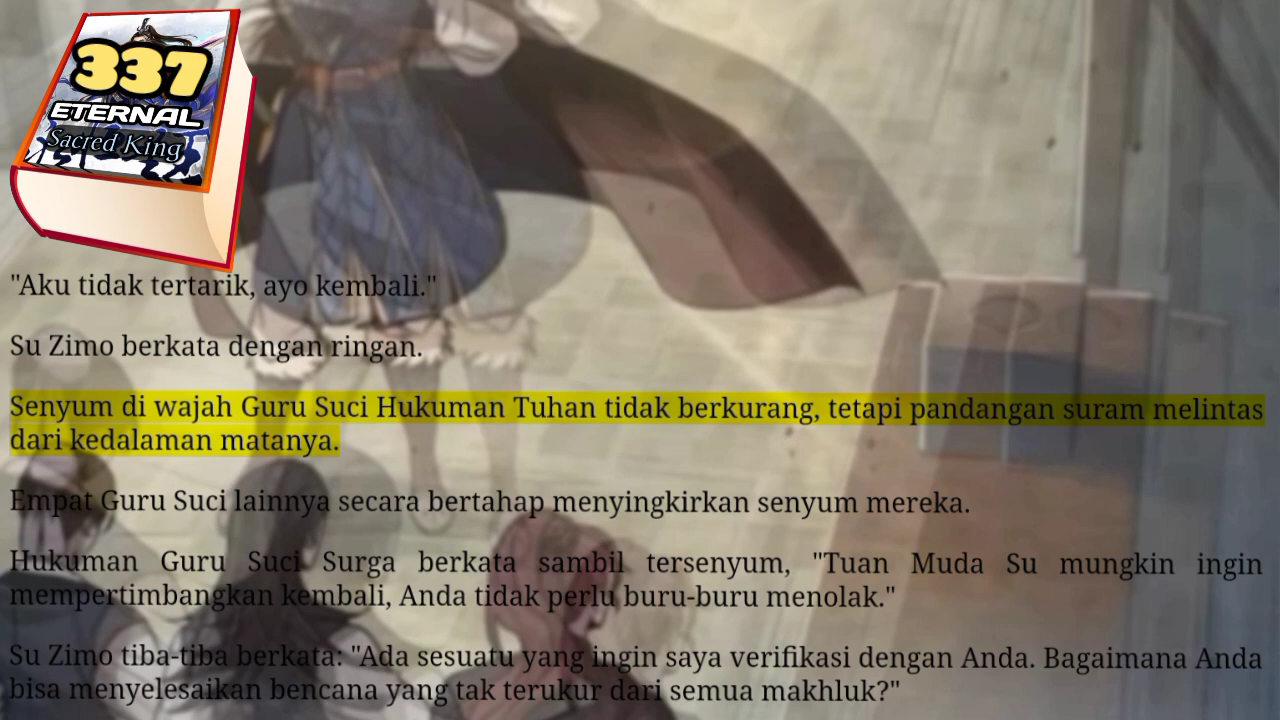 337
ETERNAL
Sacred King
"Aku tidak tertarik, ayo kembali."
Su Zimo berkata dengan ringan.
Senyum di wajah Guru Suci Hukuman Tuhan tidak berkurang, tetapi pandangan suram melintas
dari kedalaman matanya.
Empat Guru Suci lainnya secara bertahap menyingkirkan senyum mereka.
Hukuman Guru Suci Surga berkata sambil tersenyum, "Tuan Muda Su mungkin ingin
mempertimbangkan kembali, Anda tidak perlu buru-buru menolak."
Su Zimo tiba-tiba berkata: "Ada sesuatu yang ingin saya verifikasi dengan Anda. Bagaimana Anda
bisa menyelesaikan bencana yang tak terukur dari semua makhluk?"